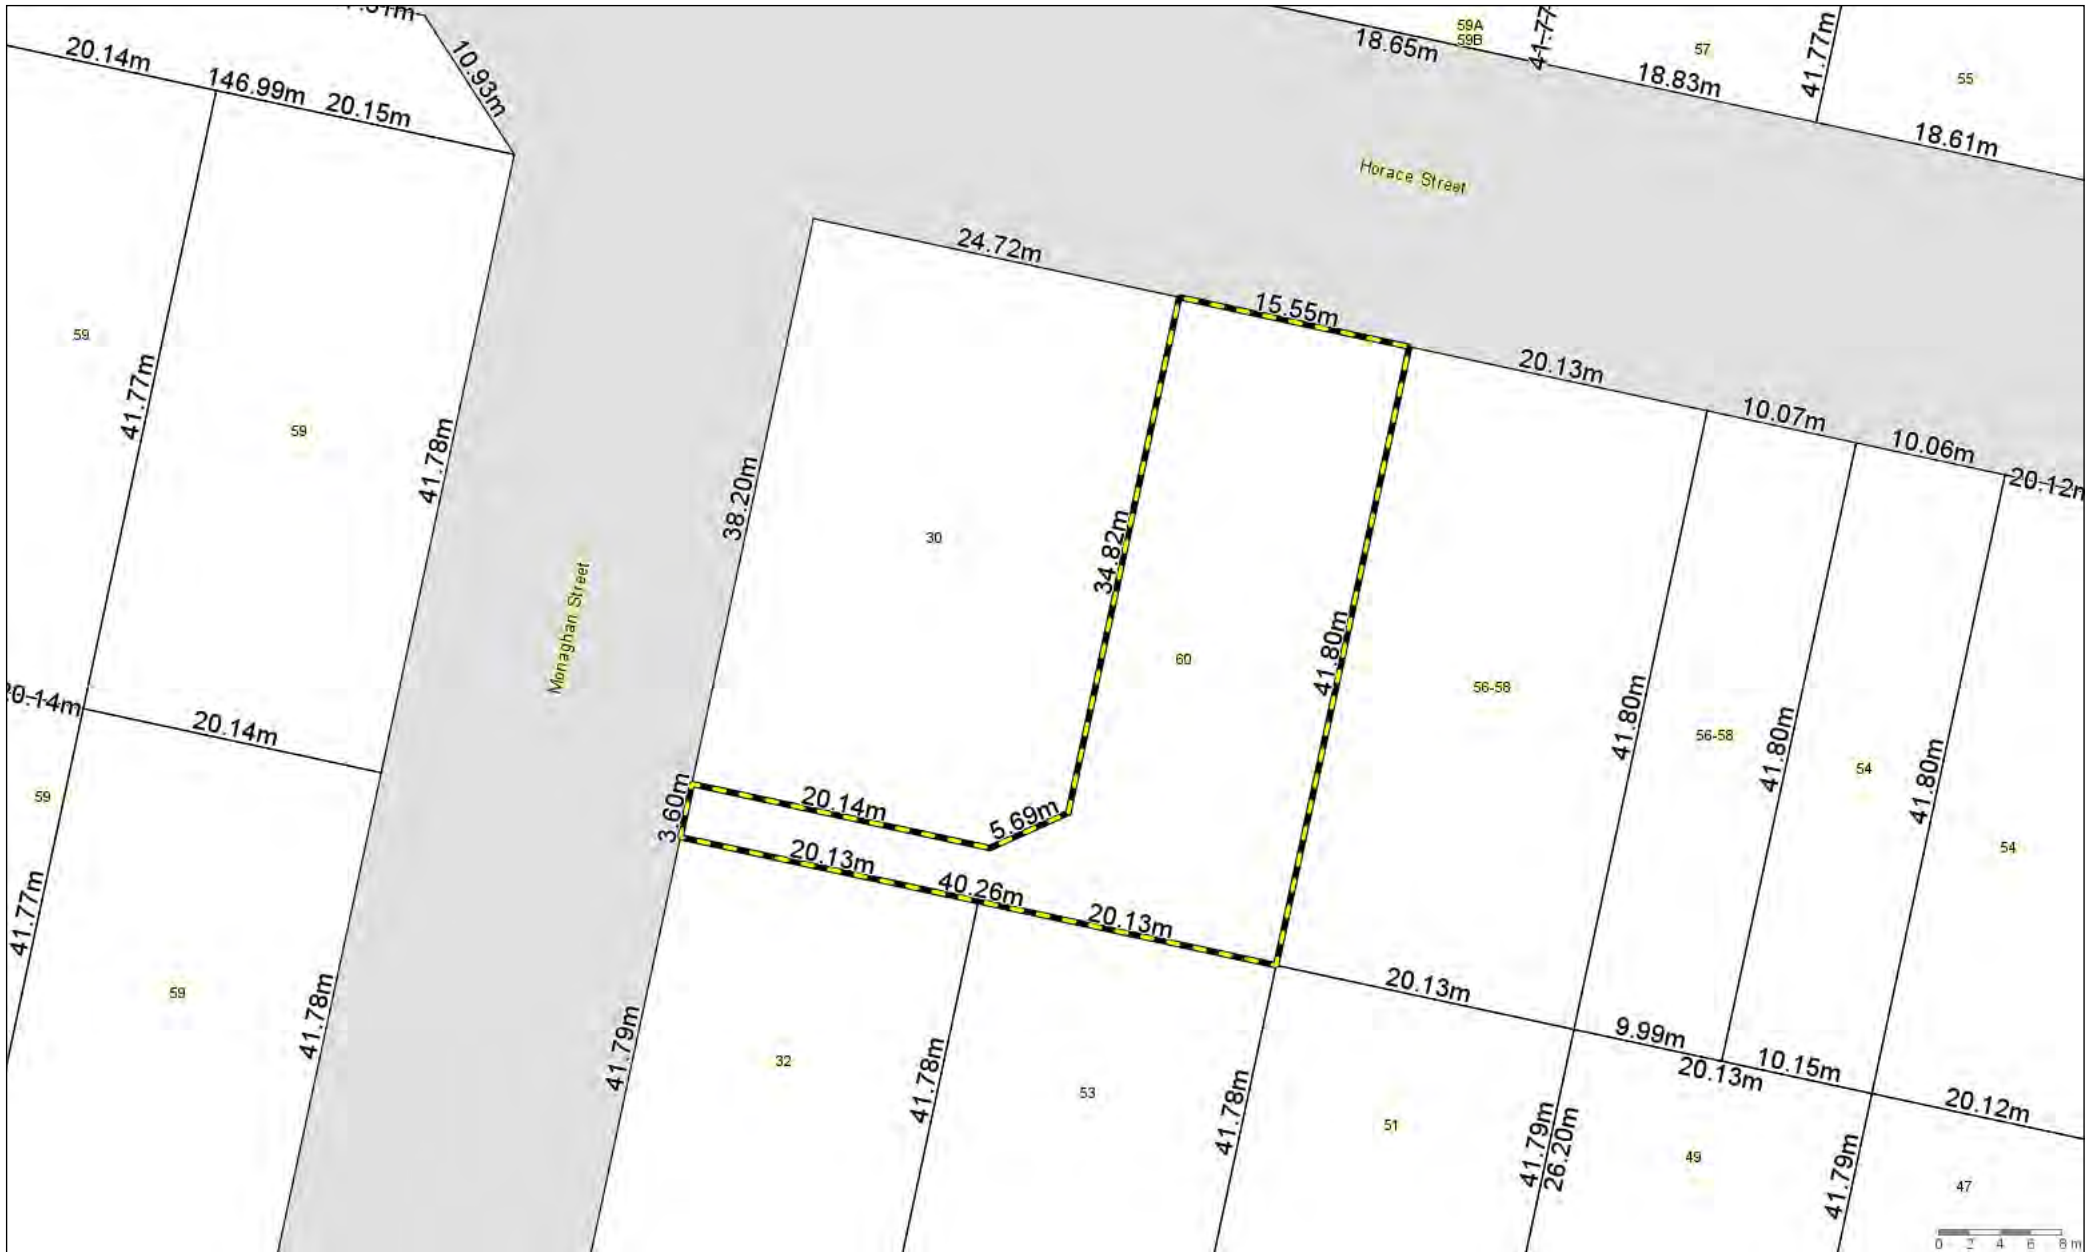 20.14m
146.99m
20.15m
10.93m
18.65m
59A
59B
57
18.83m
41.77m
55
18.61m
Horace Street
24.72m
15.55m
20.13m
10.07m
10.06m
59
41.77m
59
41.78m
38.20m
30
34.82m
60
41.80m
56-58
41.80m
56-58
41.80m
54
41.80m
54
Monaghan Street
20.14m
59
3.60m
20.14m
5.69m
20.13m
40.26m
20.13m
41.77m
59
41.78m
41.79m
32
41.78m
53
41.78m
20.13m
51
41.79m
26.20m
9.99m
20.13m
10.15m
20.12m
49
41.79m
47
0 2 4 6 8 m